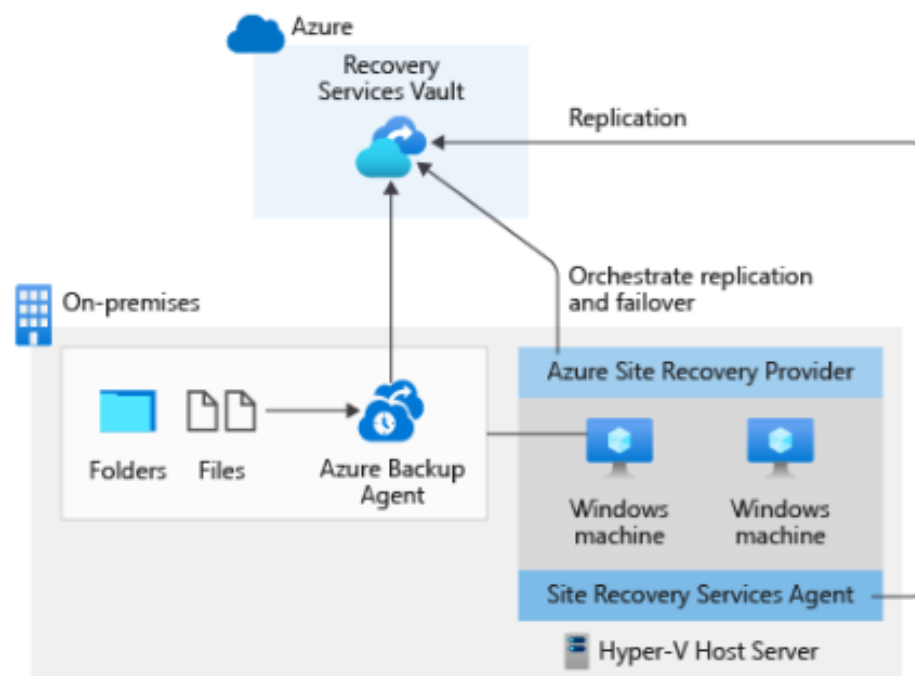 Azure
Recovery
Services Vault
Replication
Orchestrate replication
and failover
On-premises
Azure Site Recovery Provider
Folders
Files
Azure Backup
Agent
Windows
machine
Windows
machine
Site Recovery Services Agent
Hyper-V Host Server